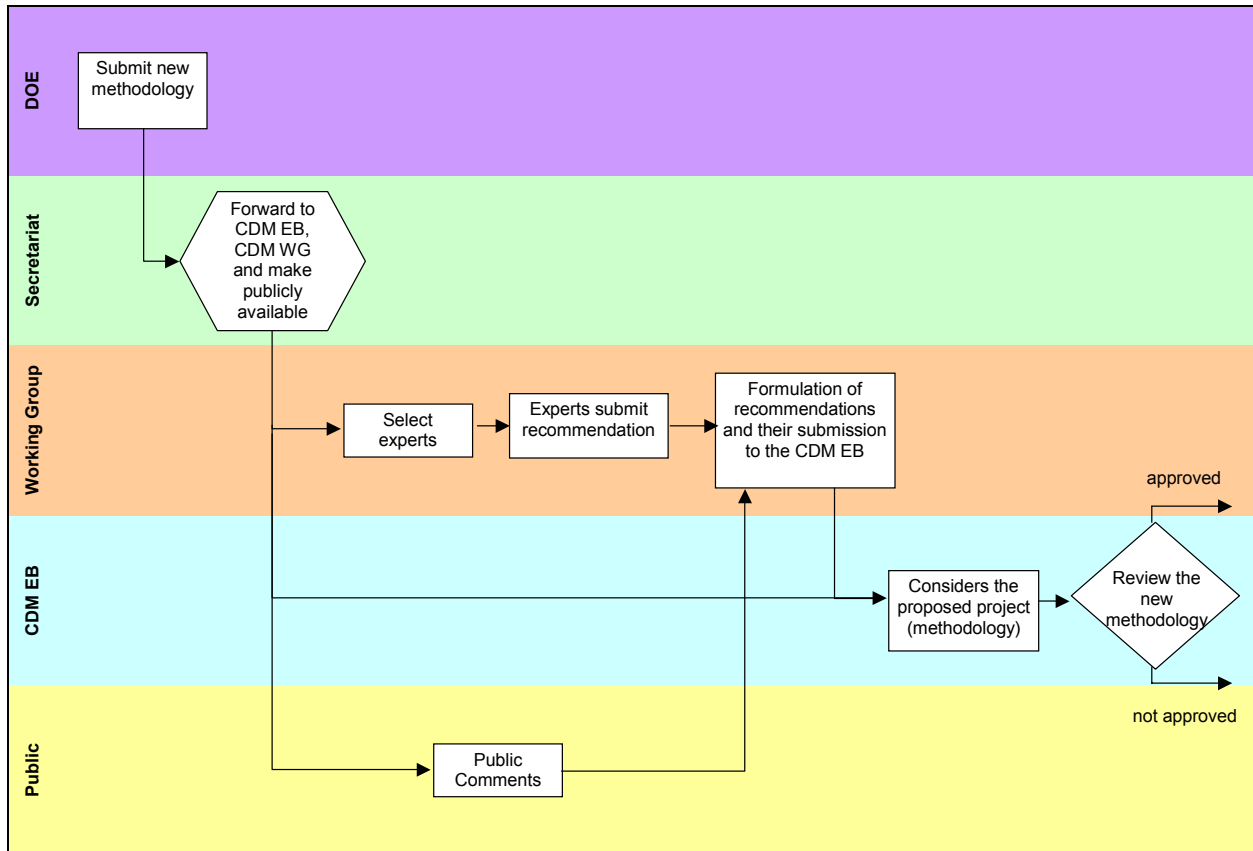 DOE
Submit new
methodology
Secretariat
Forward to
CDM EB,
CDM WG
and make
publicly
available
Working Group
Select
experts
Experts submit
recommendation
Formulation of
recommendations
and their submission
to the CDM EB
approved
CDM EB
Considers the
proposed project
(methodology)
Review the
new
methodology
not approved
Public
Public
Comments